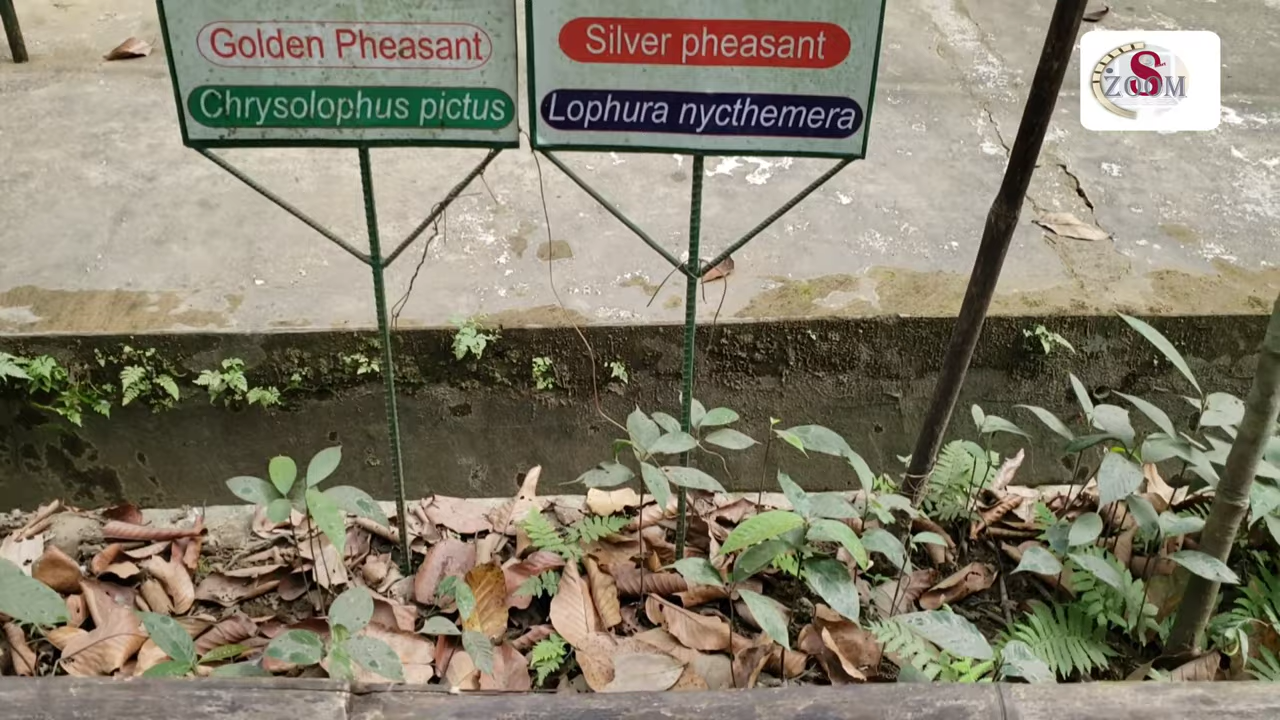 Golden Pheasant
Chrysolophus pictus
Silver pheasant
Lophura nycthemera
S
ZOOM